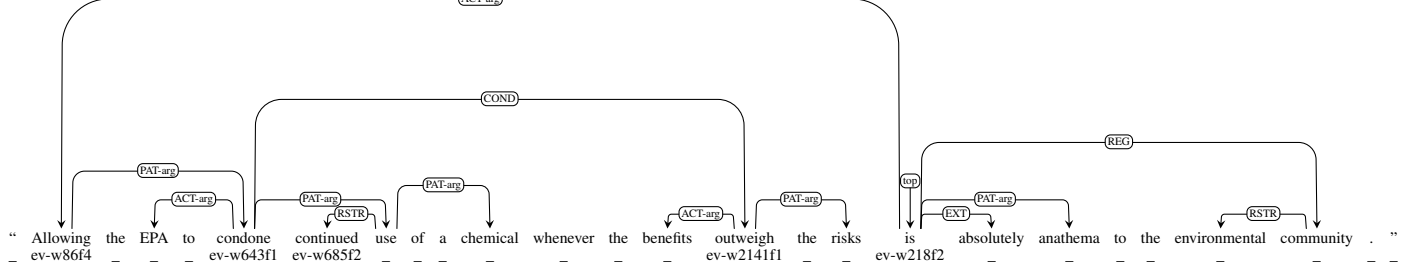 ACT-arg
COND
REG
PAT-arg
top
PAT-arg
ACT-arg PAT-arg PAT-arg PAT-arg
RSTR ACT-arg EXT RSTR
“ Allowing the EPA to condone continued use of a chemical whenever the benefits outweigh the risks is absolutely anathema to the environmental community . ”
_ ev-w86f4 _ _ _ ev-w643f1 ev-w685f2 _ _ _ _ _ _ _ ev-w2141f1 _ _ ev-w218f2 _ _ _ _ _ _ _ _